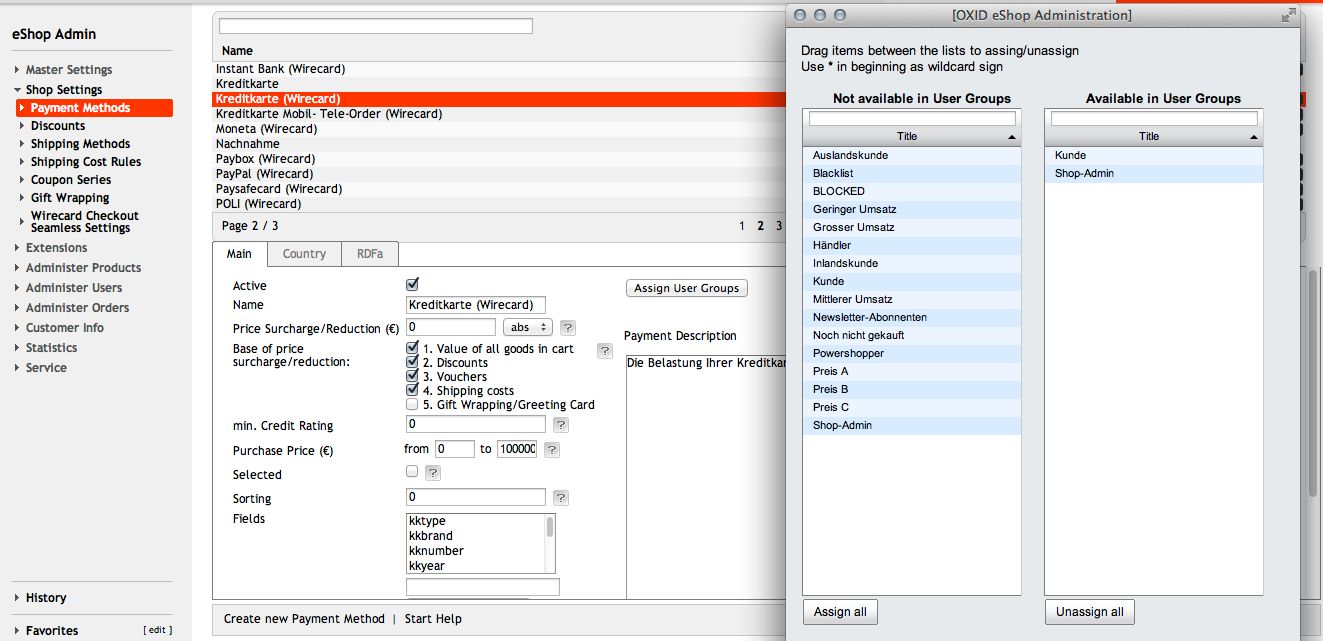 eShop Admin
Master Settings
Shop Settings
Payment Methods
Discounts
Shipping Methods
Shipping Cost Rules
Coupon Series
Gift Wrapping
Wirecard Checkout
Seamless Settings
Extensions
Administer Products
Administer Users
Administer Orders
Customer Info
Statistics
Service
History
Favorites [ edit ]
Name
Instant Bank (Wirecard)
Kreditkarte
Kreditkarte (Wirecard)
Kreditkarte Mobil- Tele-Order (Wirecard)
Moneta (Wirecard)
Nachnahme
Paybox (Wirecard)
PayPal (Wirecard)
Paysafecard (Wirecard)
POLI (Wirecard)
Page 2 / 3 1 2 3
Main Country RDFa
Active
Name Kreditkarte (Wirecard)
Price Surcharge/Reduction (€) 0 abs ?
Base of price
surcharge/reduction:
1. Value of all goods in cart ?
2. Discounts
3. Vouchers
4. Shipping costs
5. Gift Wrapping/Greeting Card
min. Credit Rating 0 ?
Purchase Price (€) from 0 to 100000 ?
Selected ?
Sorting 0 ?
Fields
kktype
kkbrand
kknumber
kkyear
Assign User Groups
Payment Description
Die Belastung Ihrer Kreditkar
Create new Payment Method | Start Help
[OXID eShop Administration]
Drag items between the lists to assing/unassign
Use * in beginning as wildcard sign
Not available in User Groups
Title
Auslandskunde
Blacklist
BLOCKED
Geringer Umsatz
Grosser Umsatz
Händler
Inlandskunde
Kunde
Mittlerer Umsatz
Newsletter-Abonnenten
Noch nicht gekauft
Powershopper
Preis A
Preis B
Preis C
Shop-Admin
Assign all
Available in User Groups
Title
Kunde
Shop-Admin
Unassign all